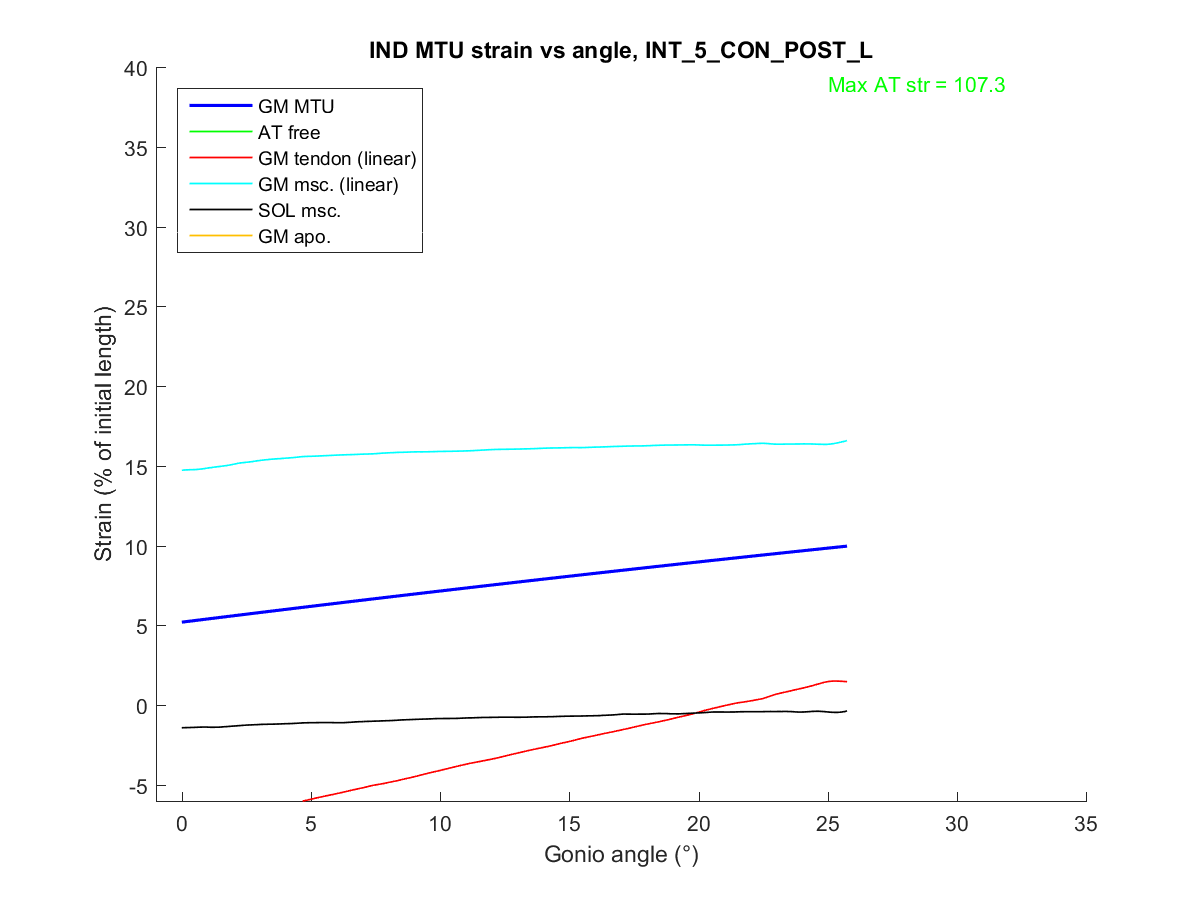 IND MTU strain vs angle, INT_5_CON_POST_L
Max AT str = 107.3
GM MTU
AT free
GM tendon (linear)
GM msc. (linear)
SOL msc.
GM apo.
Strain (% of initial length)
40
35
30
25
20
15
10
5
0
-5
0 5 10 15 20 25 30 35
Gonio angle (°)